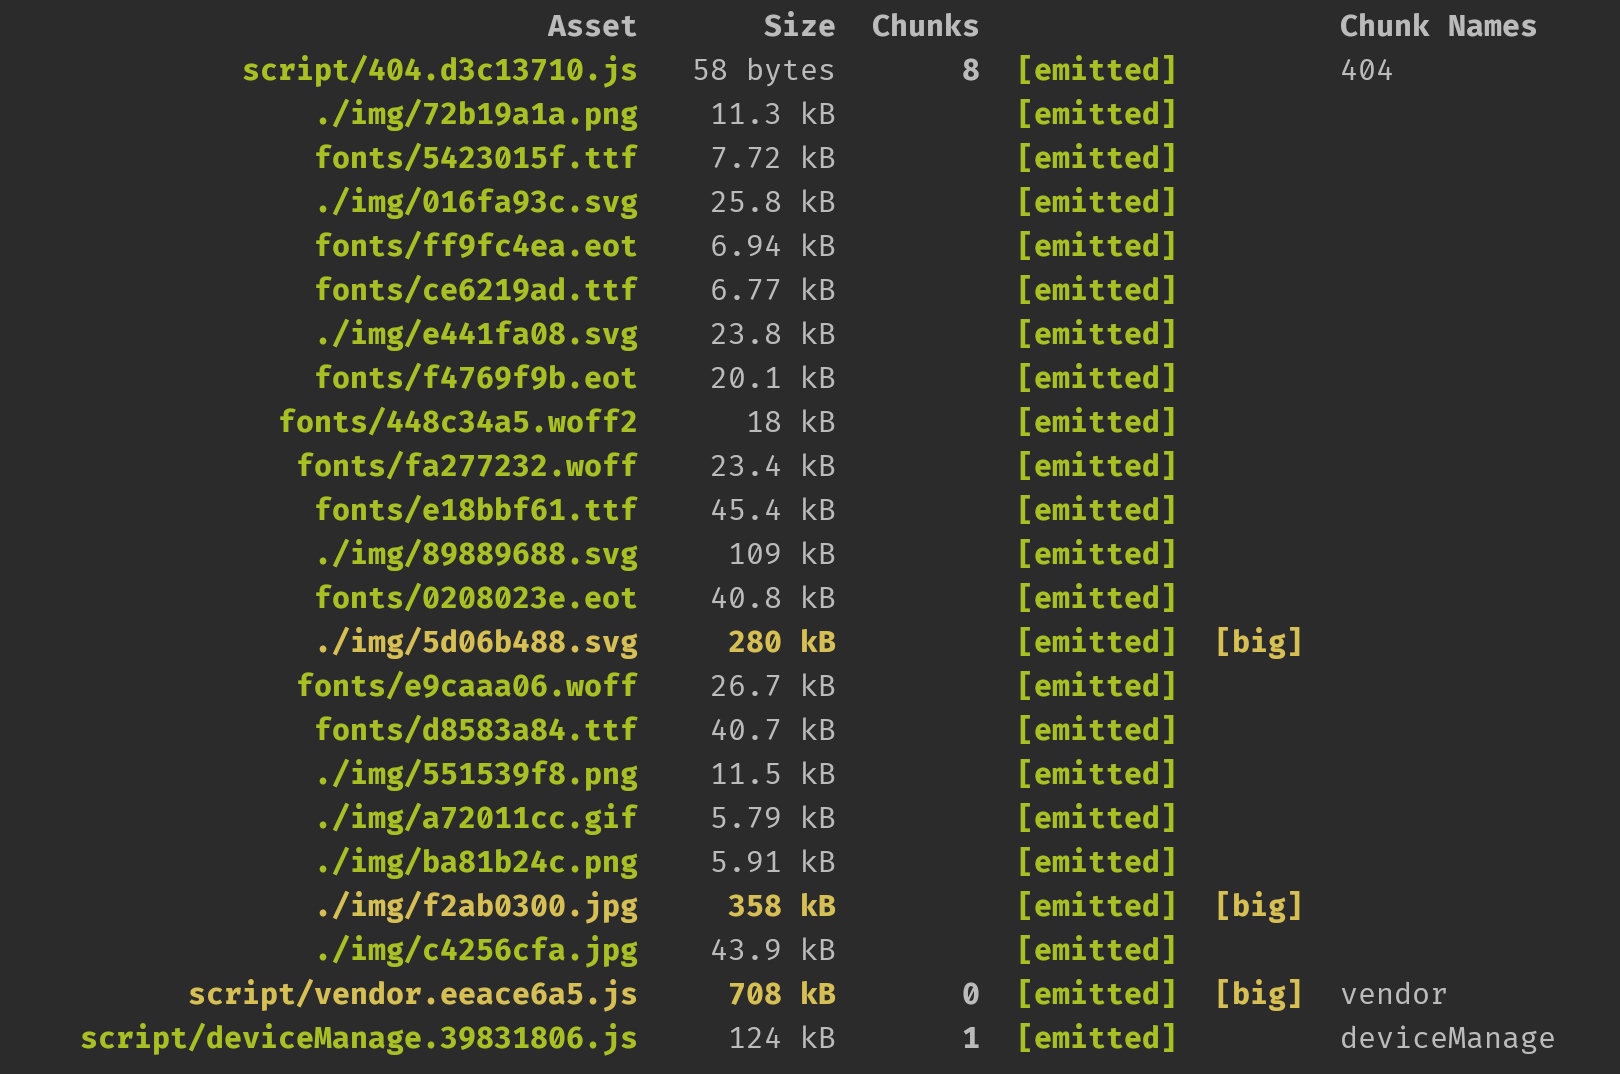 Asset Size Chunks Chunk Names
script/404.d3c13710.js 58 bytes 8 [emitted] 404
./img/72b19a1a.png 11.3 kB [emitted]
fonts/5423015f.ttf 7.72 kB [emitted]
./img/016fa93c.svg 25.8 kB [emitted]
fonts/ff9fc4ea.eot 6.94 kB [emitted]
fonts/ce6219ad.ttf 6.77 kB [emitted]
./img/e441fa08.svg 23.8 kB [emitted]
fonts/f4769f9b.eot 20.1 kB [emitted]
fonts/448c34a5.woff2 18 kB [emitted]
fonts/fa277232.woff 23.4 kB [emitted]
fonts/e18bbf61.ttf 45.4 kB [emitted]
./img/89889688.svg 109 kB [emitted]
fonts/0208023e.eot 40.8 kB [emitted]
./img/5d06b488.svg 280 kB [emitted] [big]
fonts/e9caaa06.woff 26.7 kB [emitted]
fonts/d8583a84.ttf 40.7 kB [emitted]
./img/551539f8.png 11.5 kB [emitted]
./img/a72011cc.gif 5.79 kB [emitted]
./img/ba81b24c.png 5.91 kB [emitted]
./img/f2ab0300.jpg 358 kB [emitted] [big]
./img/c4256cfa.jpg 43.9 kB [emitted]
script/vendor.eeace6a5.js 708 kB 0 [emitted] [big] vendor
script/deviceManage.39831806.js 124 kB 1 [emitted] deviceManage